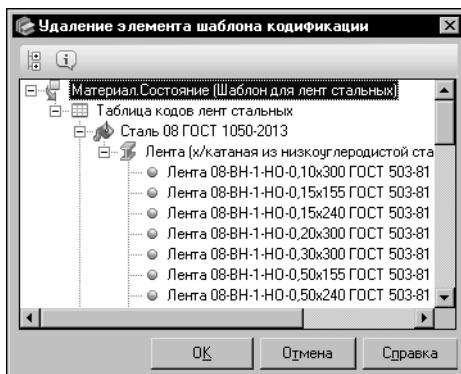 Удаление элемента шаблона кодификации
Материал.Состояние (Шаблон для лент стальных)
Таблица кодов лент стальных
Сталь 08 ГОСТ 1050-2013
Лента (х/катаная из низкоуглеродистой ста
Лента 08-ВН-1-НО-0,10х300 ГОСТ 503-81
Лента 08-ВН-1-НО-0,15х155 ГОСТ 503-81
Лента 08-ВН-1-НО-0,15х240 ГОСТ 503-81
Лента 08-ВН-1-НО-0,20х300 ГОСТ 503-81
Лента 08-ВН-1-НО-0,30х300 ГОСТ 503-81
Лента 08-ВН-1-НО-0,50х155 ГОСТ 503-81
Лента 08-ВН-1-НО-0,50х240 ГОСТ 503-81
OK Отмена Справка